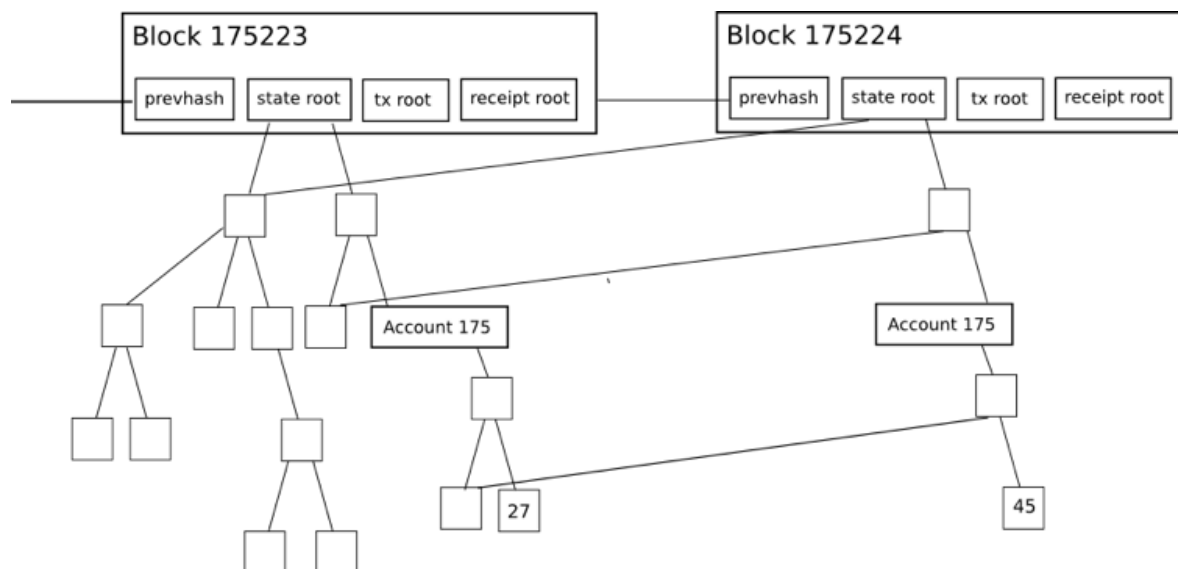 Block 175223
prevhash
state root
tx root
receipt root
Block 175224
prevhash
state root
tx root
receipt root
Account 175
Account 175
27
45